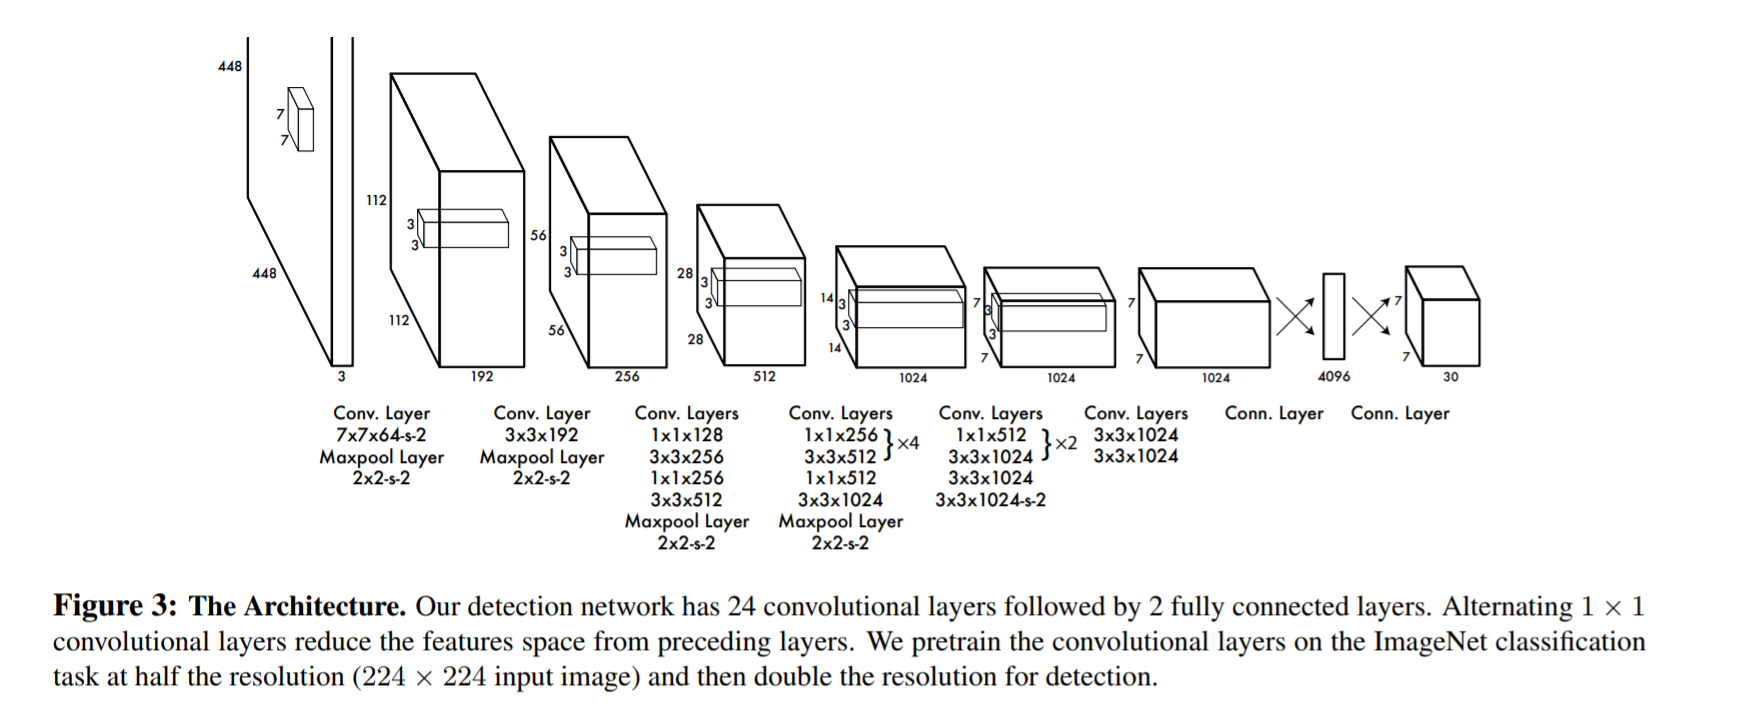 448
7
7
448
3
112
3
3
112
192
56
3
3
56
256
28
3
3
28
512
14
3
3
14
1024
7
3
3
7
1024
7
7
1024
4096
7
7
30
Conv. Layer
7x7x64-s-2
Maxpool Layer
2x2-s-2
Conv. Layer
3x3x192
Maxpool Layer
2x2-s-2
Conv. Layers
1x1x128
3x3x256
1x1x256
3x3x512
Maxpool Layer
2x2-s-2
Conv. Layers
1x1x256
3x3x512
}×4
1x1x512
3x3x1024
Maxpool Layer
2x2-s-2
Conv. Layers
1x1x512
3x3x1024
}×2
3x3x1024
3x3x1024-s-2
Conv. Layers
3x3x1024
3x3x1024
Conn. Layer
Conn. Layer
Figure 3: The Architecture. Our detection network has 24 convolutional layers followed by 2 fully connected layers. Alternating 1 × 1
convolutional layers reduce the features space from preceding layers. We pretrain the convolutional layers on the ImageNet classification
task at half the resolution (224 × 224 input image) and then double the resolution for detection.